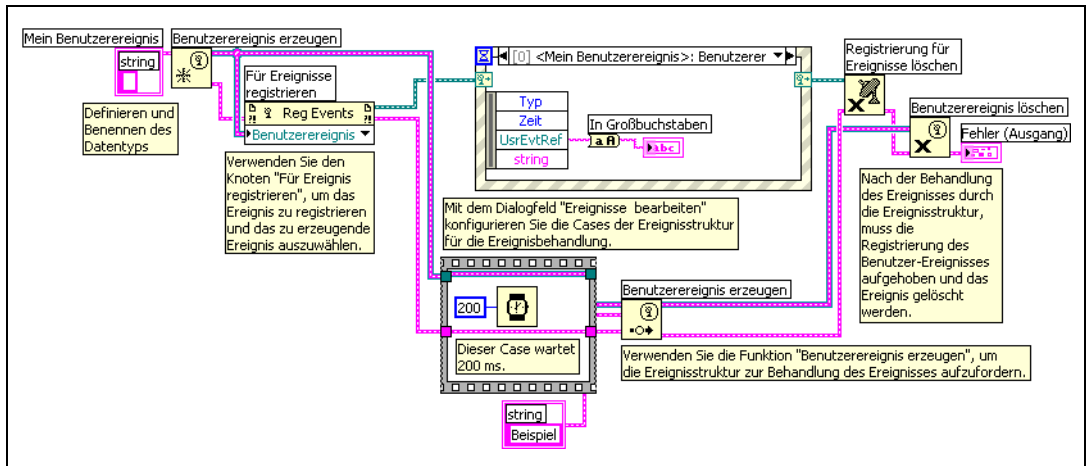 Mein Benutzerereignis
string
Benutzerereignis erzeugen
Definieren und
Benennen des
Datentyps
Für Ereignisse
registrieren
Reg Events
Benutzerereignis
Verwenden Sie den
Knoten "Für Ereignis
registrieren", um das
Ereignis zu registrieren
und das zu erzeugende
Ereignis auszuwählen.
[0] <Mein Benutzerereignis>: Benutzerer
Typ
Zeit
UsrEvtRef
string
In Großbuchstaben
a A
abc
Mit dem Dialogfeld "Ereignisse bearbeiten"
konfigurieren Sie die Cases der Ereignisstruktur
für die Ereignisbehandlung.
200
Dieser Case wartet
200 ms.
string
Beispiel
Benutzerereignis erzeugen
Verwenden Sie die Funktion "Benutzerereignis erzeugen", um
die Ereignisstruktur zur Behandlung des Ereignisses aufzufordern.
Registrierung für
Ereignisse löschen
Benutzerereignis löschen
Fehler (Ausgang)
Nach der Behandlung
des Ereignisses durch
die Ereignisstruktur,
muss die
Registrierung des
Benutzer-Ereignisses
aufgehoben und das
Ereignis gelöscht
werden.